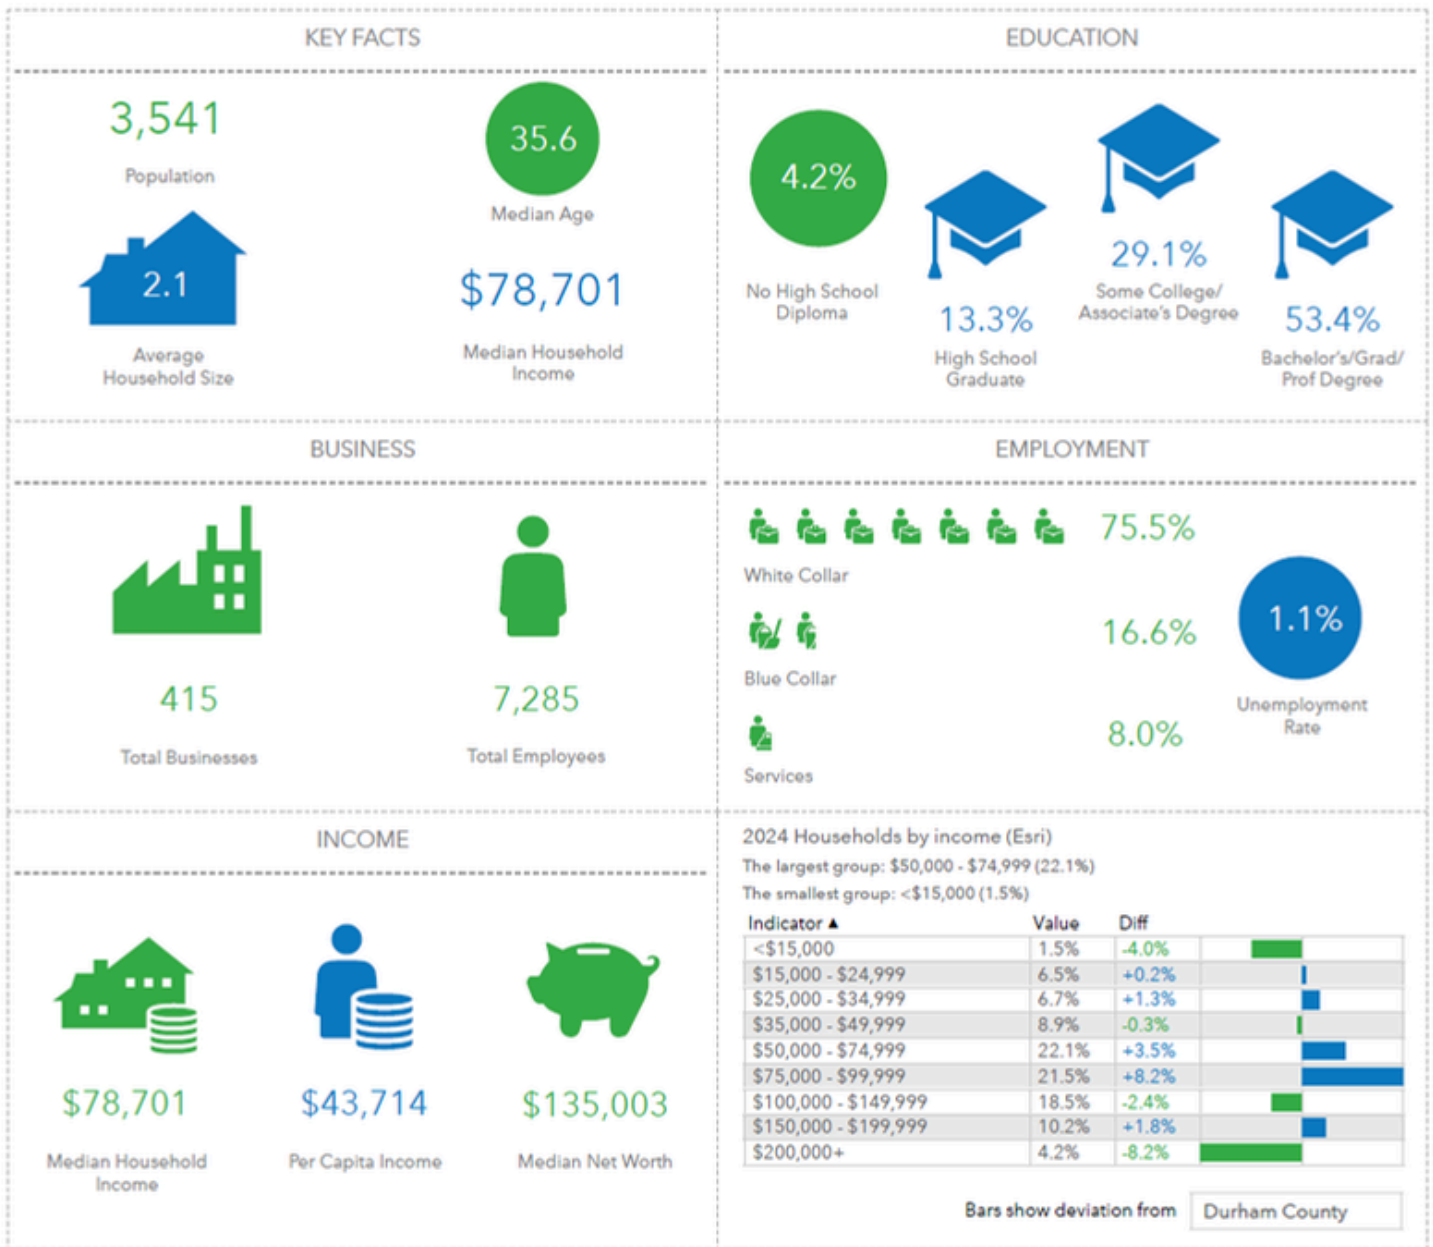 KEY FACTS
3,541
Population
35.6
Median Age
2.1
Average
Household Size
$78,701
Median Household
Income
EDUCATION
4.2%
No High School
Diploma
13.3%
High School
Graduate
29.1%
Some College/
Associate's Degree
53.4%
Bachelor's/Grad/
Prof Degree
BUSINESS
415
Total Businesses
7,285
Total Employees
EMPLOYMENT
75.5%
White Collar
16.6%
Blue Collar
8.0%
Services
1.1%
Unemployment
Rate
INCOME
$78,701
Median Household
Income
$43,714
Per Capita Income
$135,003
Median Net Worth
2024 Households by income (Esri)
The largest group: $50,000 - $74,999 (22.1%)
The smallest group: <$15,000 (1.5%)
Indicator ▲ Value Diff
<$15,000 1.5% -4.0%
$15,000 - $24,999 6.5% +0.2%
$25,000 - $34,999 6.7% +1.3%
$35,000 - $49,999 8.9% -0.3%
$50,000 - $74,999 22.1% +3.5%
$75,000 - $99,999 21.5% +8.2%
$100,000 - $149,999 18.5% -2.4%
$150,000 - $199,999 10.2% +1.8%
$200,000+ 4.2% -8.2%
Bars show deviation from Durham County